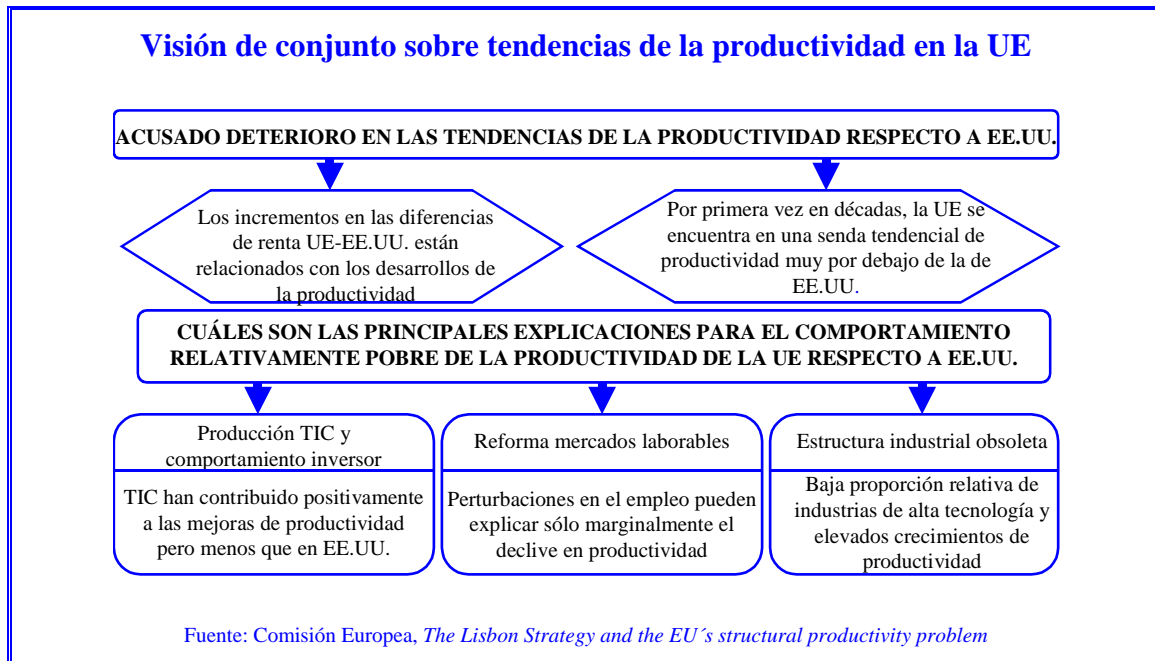 Visión de conjunto sobre tendencias de la productividad en la UE
ACUSADO DETERIORO EN LAS TENDENCIAS DE LA PRODUCTIVIDAD RESPECTO A EE.UU.
Los incrementos en las diferencias
de renta UE-EE.UU. están
relacionados con los desarrollos de
la productividad
Por primera vez en décadas, la UE se
encuentra en una senda tendencial de
productividad muy por debajo de la de
EE.UU.
CUÁLES SON LAS PRINCIPALES EXPLICACIONES PARA EL COMPORTAMIENTO
RELATIVAMENTE POBRE DE LA PRODUCTIVIDAD DE LA UE RESPECTO A EE.UU.
Producción TIC y
comportamiento inversor
TIC han contribuido positivamente
a las mejoras de productividad
pero menos que en EE.UU.
Reforma mercados laborables
Perturbaciones en el empleo pueden
explicar sólo marginalmente el
declive en productividad
Estructura industrial obsoleta
Baja proporción relativa de
industrias de alta tecnología y
elevados crecimientos de
productividad
Fuente: Comisión Europea, The Lisbon Strategy and the EU´s structural productivity problem